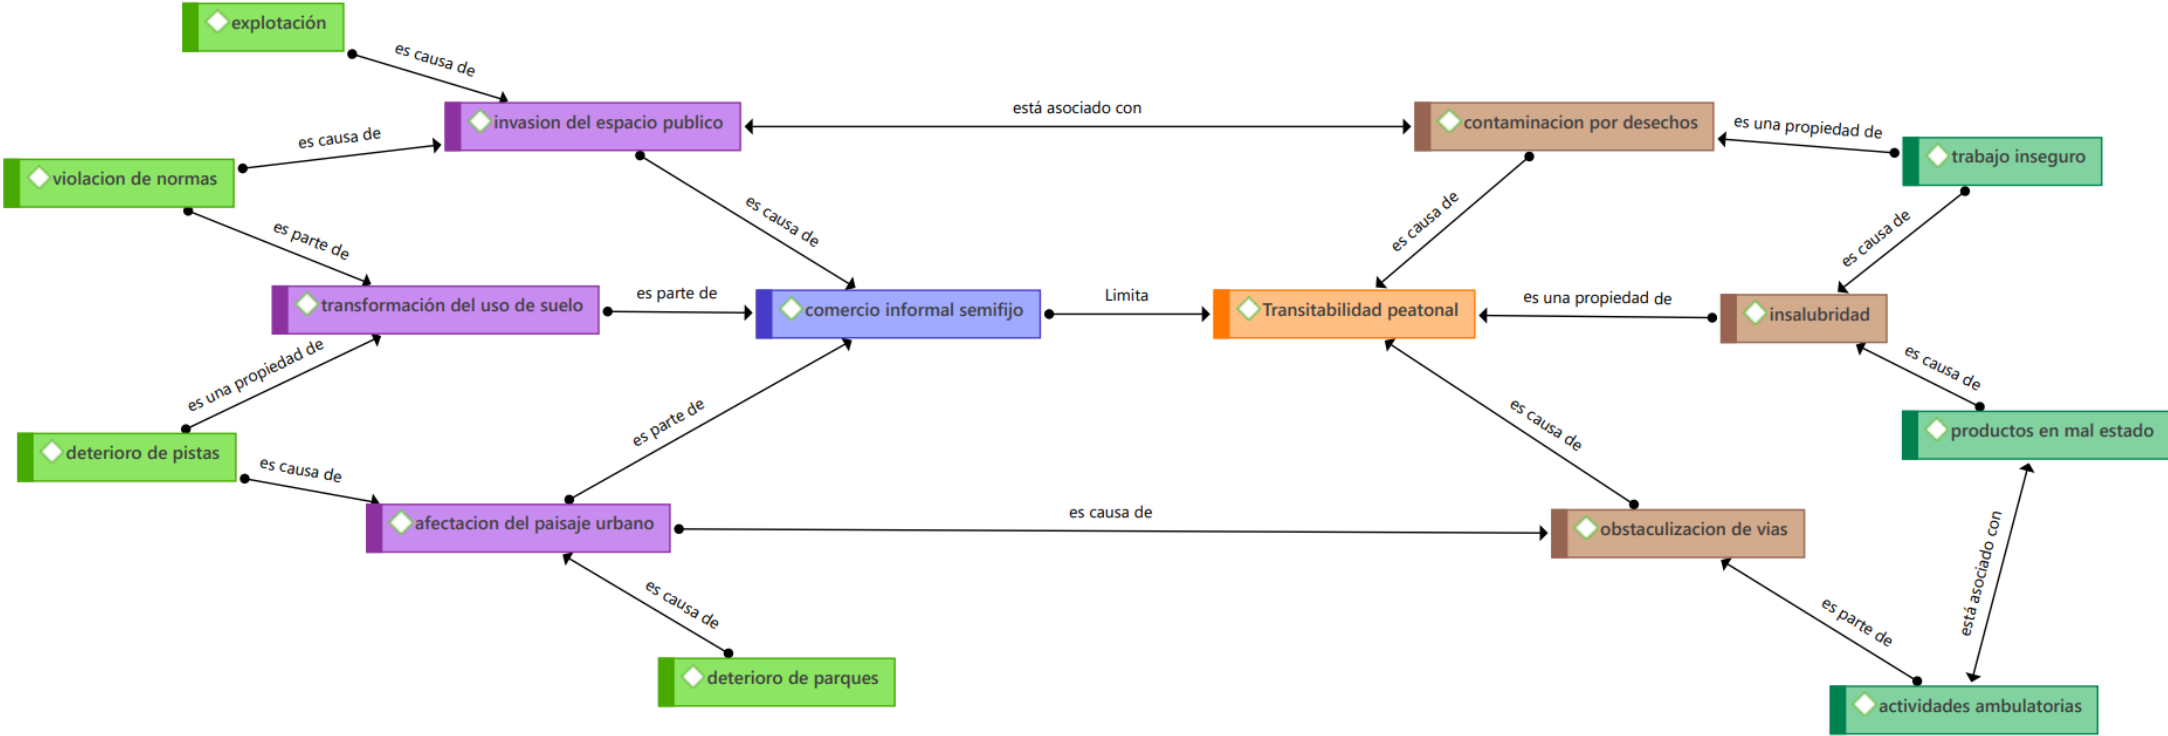 explotación
es causa de
invasion del espacio publico
está asociado con
contaminacion por desechos
es una propiedad de
trabajo inseguro
es causa de
violacion de normas
es parte de
es causa de
es causa de
es causa de
transformación del uso de suelo
es parte de
comercio informal semifijo
Limita
Transitabilidad peatonal
es una propiedad de
insalubridad
es una propiedad de
es causa de
deterioro de pistas
es causa de
es parte de
es causa de
productos en mal estado
afectacion del paisaje urbano
es causa de
obstaculizacion de vias
está asociado con
es causa de
es parte de
deterioro de parques
actividades ambulatorias